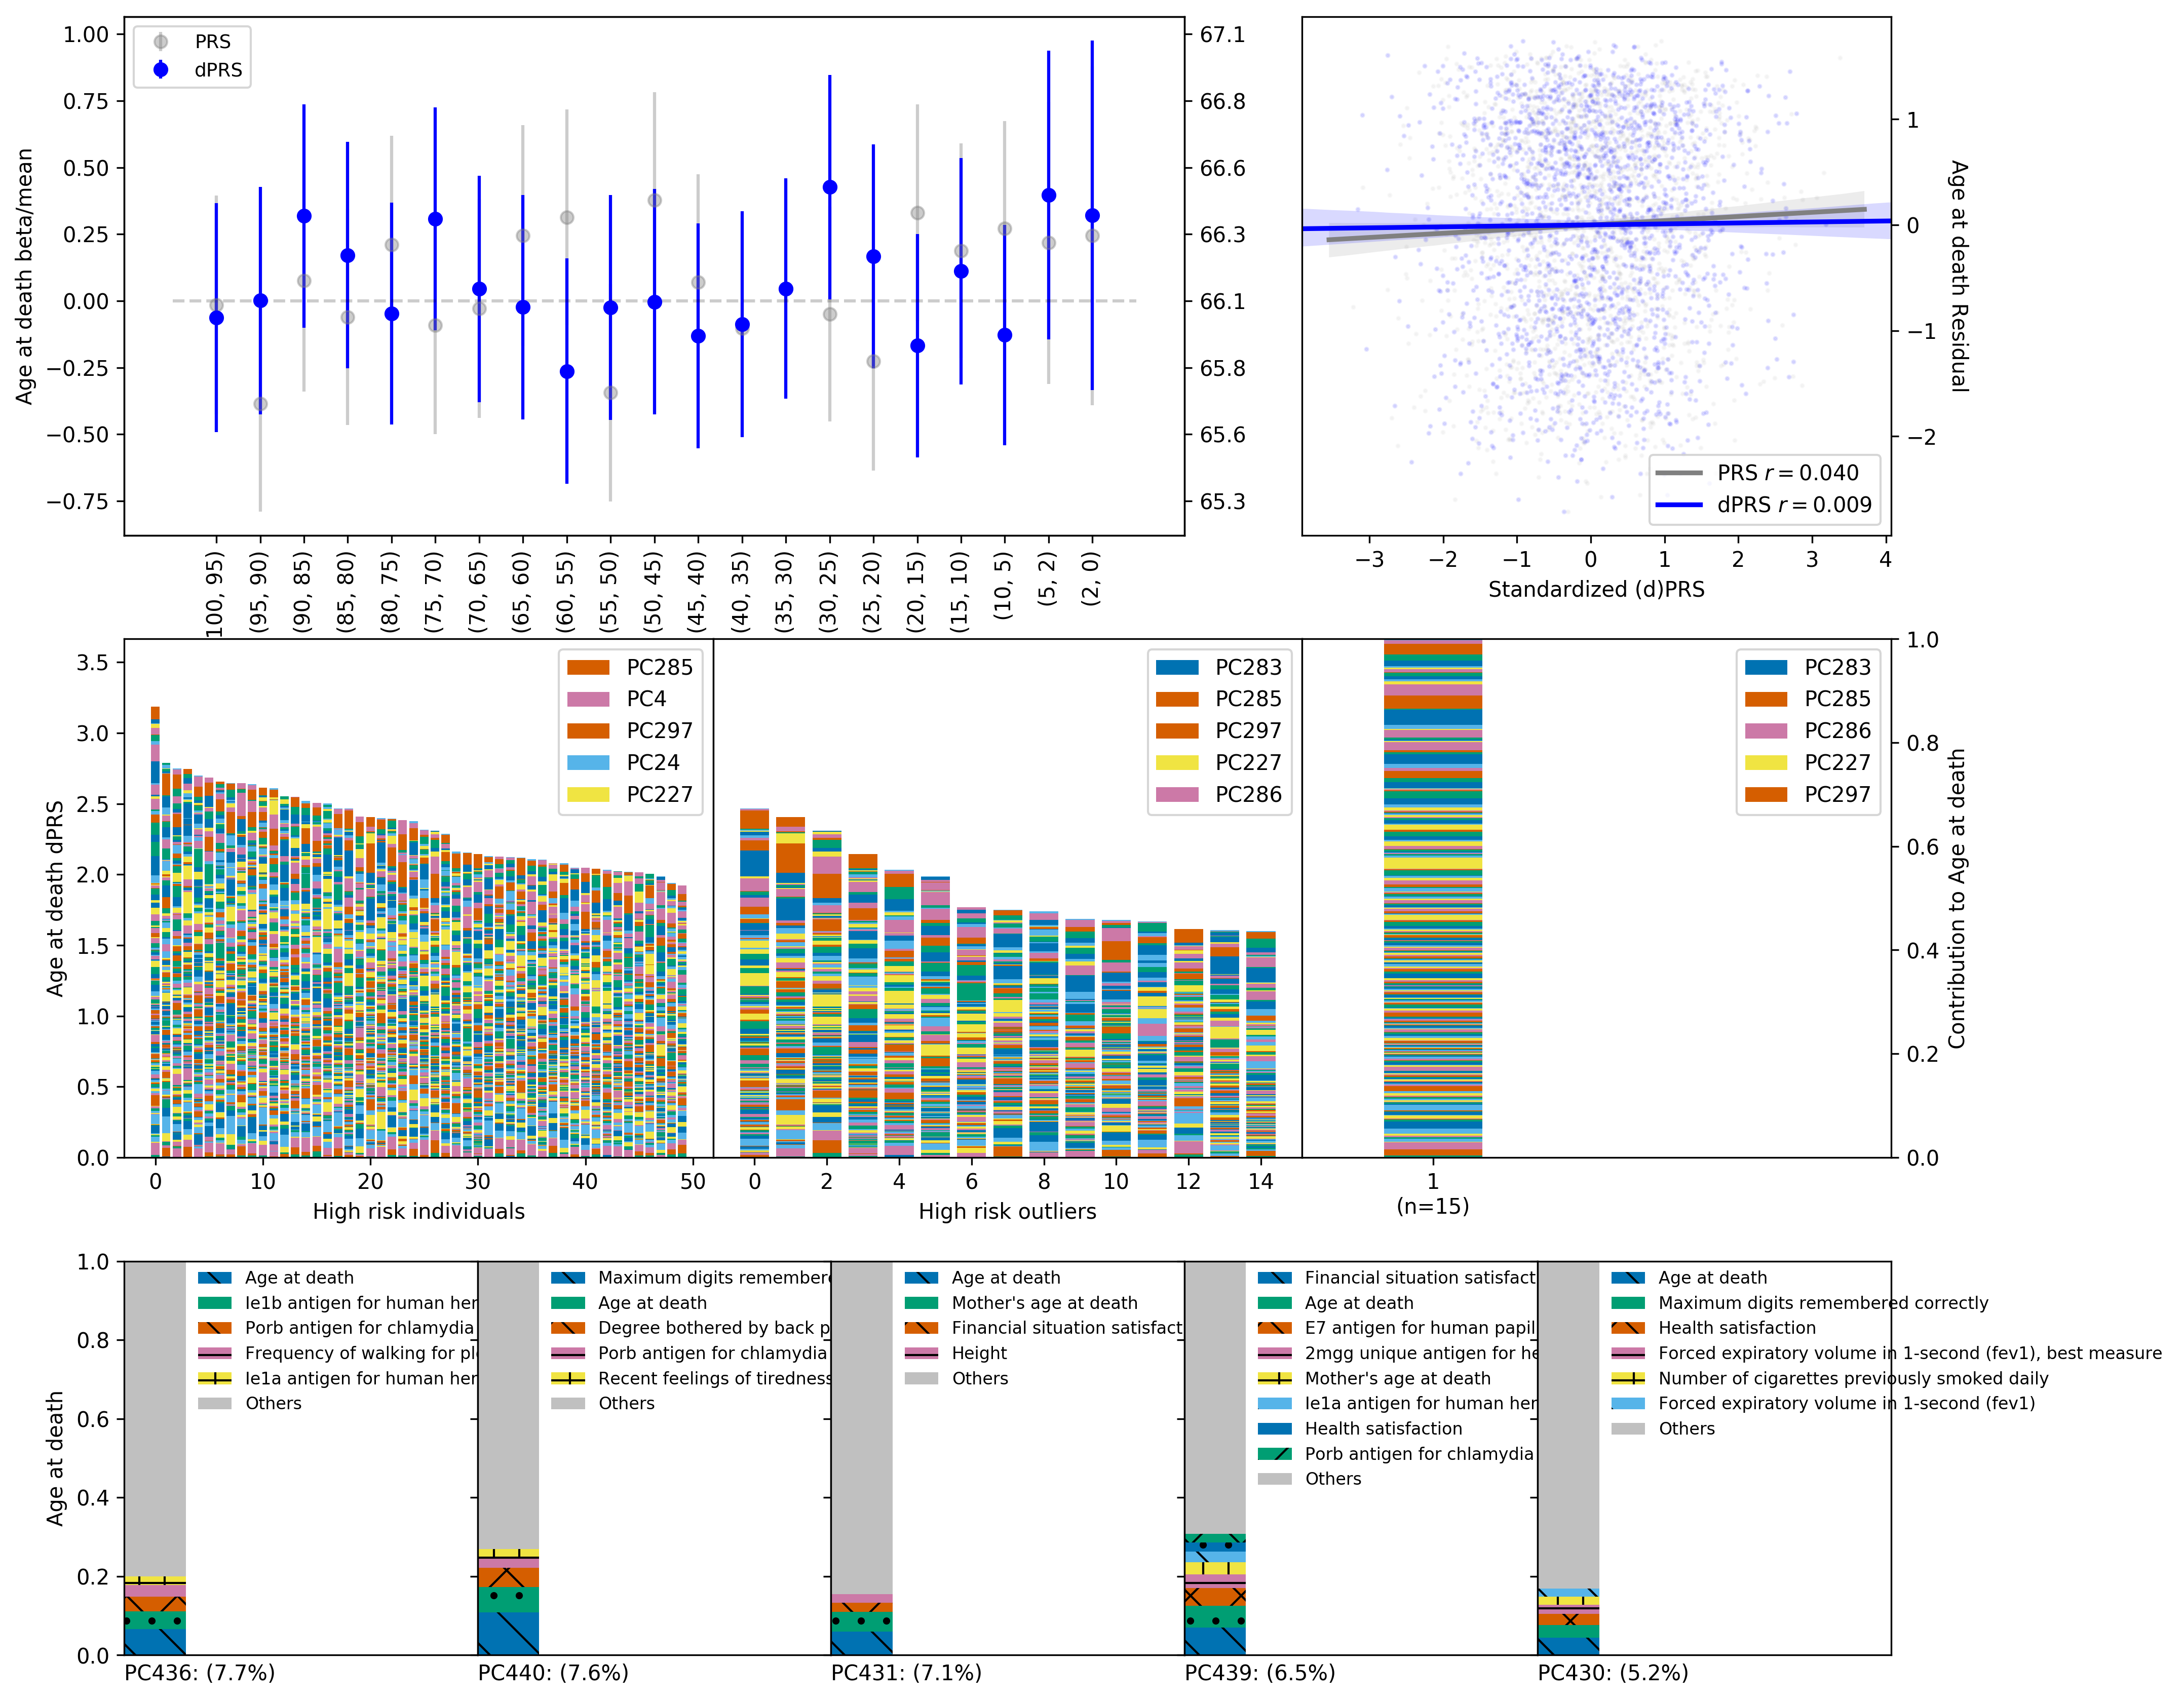 1.00
0.75
0.50
0.25
0.00
−0.25
−0.50
−0.75
Age at death beta/mean
PRS
dPRS
67.1
66.8
66.6
66.3
66.1
65.8
65.6
65.3
100, 95)
(95, 90)
(90, 85)
(85, 80)
(80, 75)
(75, 70)
(70, 65)
(65, 60)
(60, 55)
(55, 50)
(50, 45)
(45, 40)
(40, 35)
(35, 30)
(30, 25)
(25, 20)
(20, 15)
(15, 10)
(10, 5)
(5, 2)
(2, 0)
1
0
−1
−2
Age at death Residual
PRS r = 0.040
dPRS r = 0.009
−3 −2 −1 0 1 2 3 4
Standardized (d)PRS
3.5
3.0
2.5
2.0
1.5
1.0
0.5
0.0
Age at death dPRS
PC285
PC4
PC297
PC24
PC227
0 10 20 30 40 50
High risk individuals
PC283
PC285
PC297
PC227
PC286
0 2 4 6 8 10 12 14
High risk outliers
PC283
PC285
PC286
PC227
PC297
1
(n=15)
1.0
0.8
0.6
0.4
0.2
0.0
Contribution to Age at death
1.0
0.8
0.6
0.4
0.2
0.0
Age at death
Age at death
Ie1b antigen for human her
Porb antigen for chlamydia
Frequency of walking for ple
Ie1a antigen for human her
Others
PC436: (7.7%)
Maximum digits remembere
Age at death
Degree bothered by back p
Porb antigen for chlamydia
Recent feelings of tiredness
Others
PC440: (7.6%)
Age at death
Mother's age at death
Financial situation satisfact
Height
Others
PC431: (7.1%)
Financial situation satisfact
Age at death
E7 antigen for human papil
2mgg unique antigen for he
Mother's age at death
Ie1a antigen for human her
Health satisfaction
Porb antigen for chlamydia
Others
PC439: (6.5%)
Age at death
Maximum digits remembered correctly
Health satisfaction
Forced expiratory volume in 1-second (fev1), best measure
Number of cigarettes previously smoked daily
Forced expiratory volume in 1-second (fev1)
Others
PC430: (5.2%)